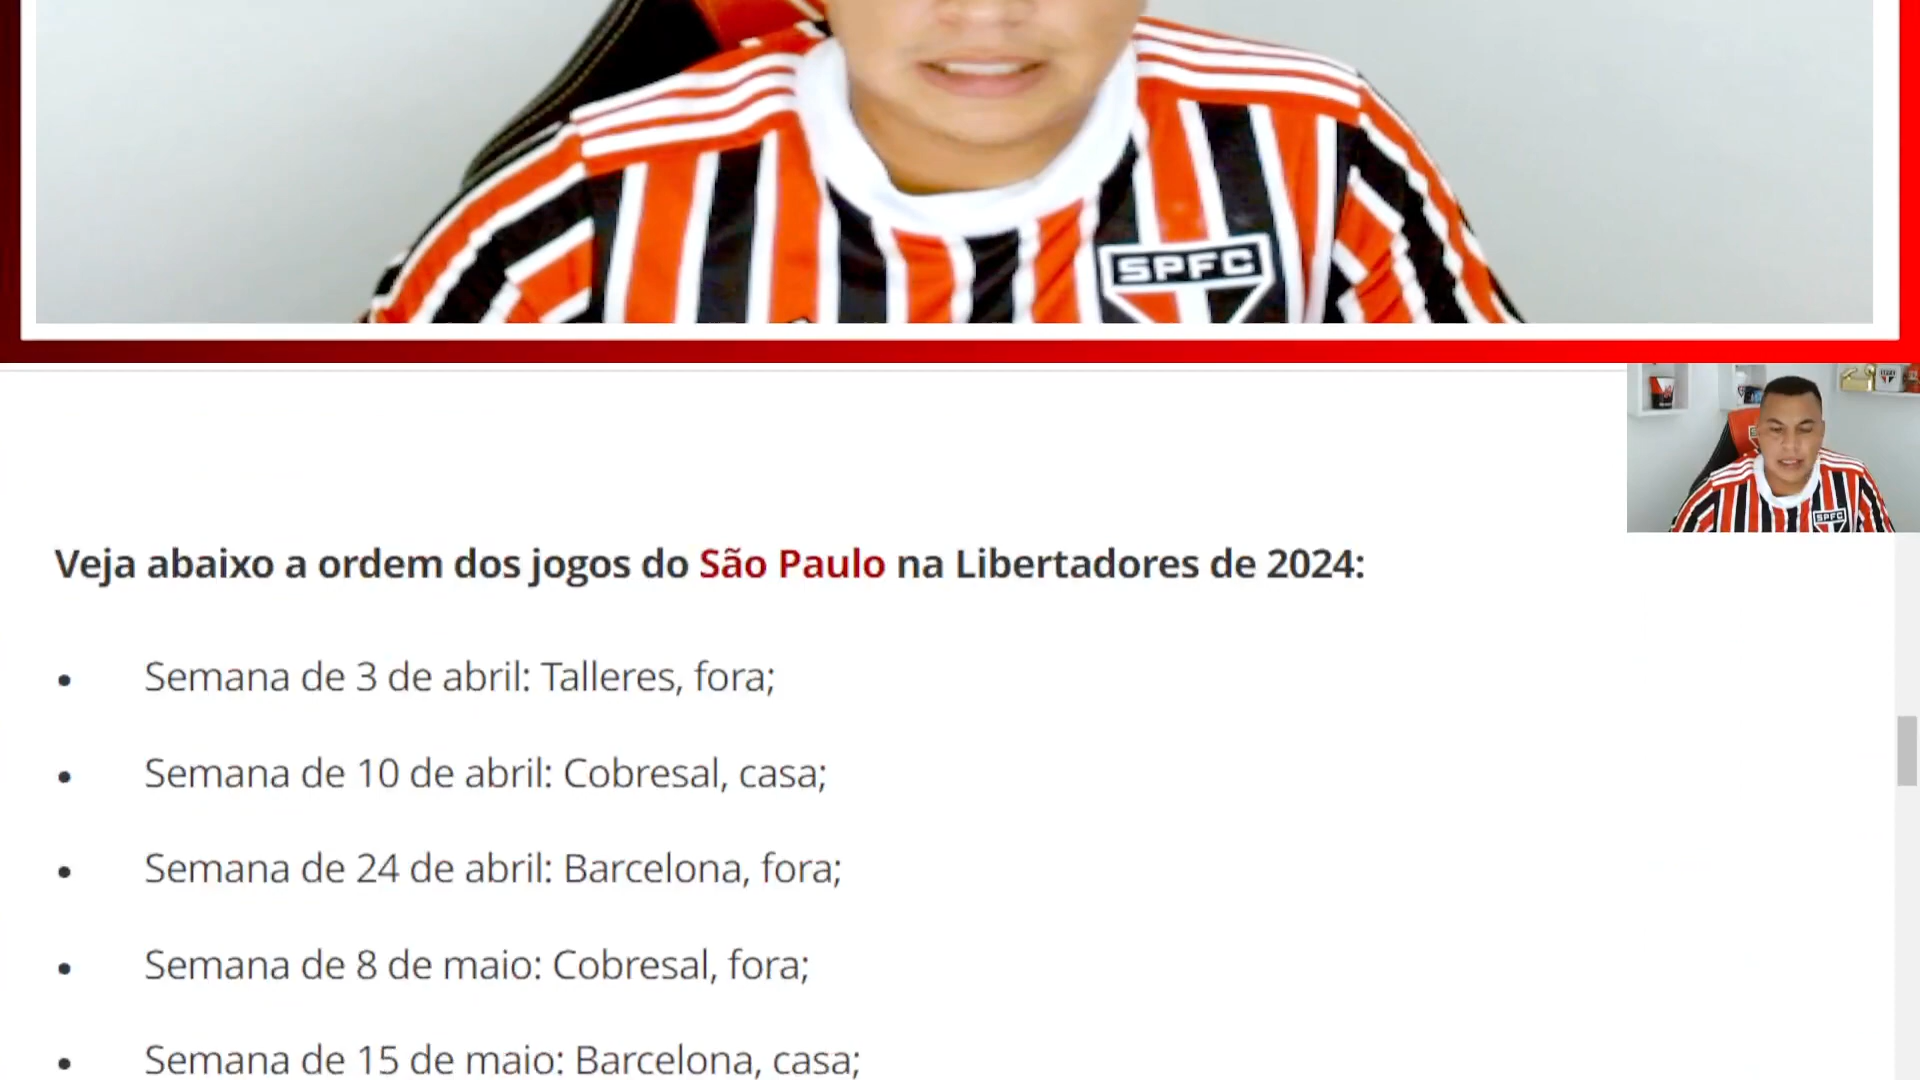 SPFC
SPFC
Veja abaixo a ordem dos jogos do São Paulo na Libertadores de 2024:
• Semana de 3 de abril: Talleres, fora;
• Semana de 10 de abril: Cobresal, casa;
• Semana de 24 de abril: Barcelona, fora;
• Semana de 8 de maio: Cobresal, fora;
• Semana de 15 de maio: Barcelona, casa;